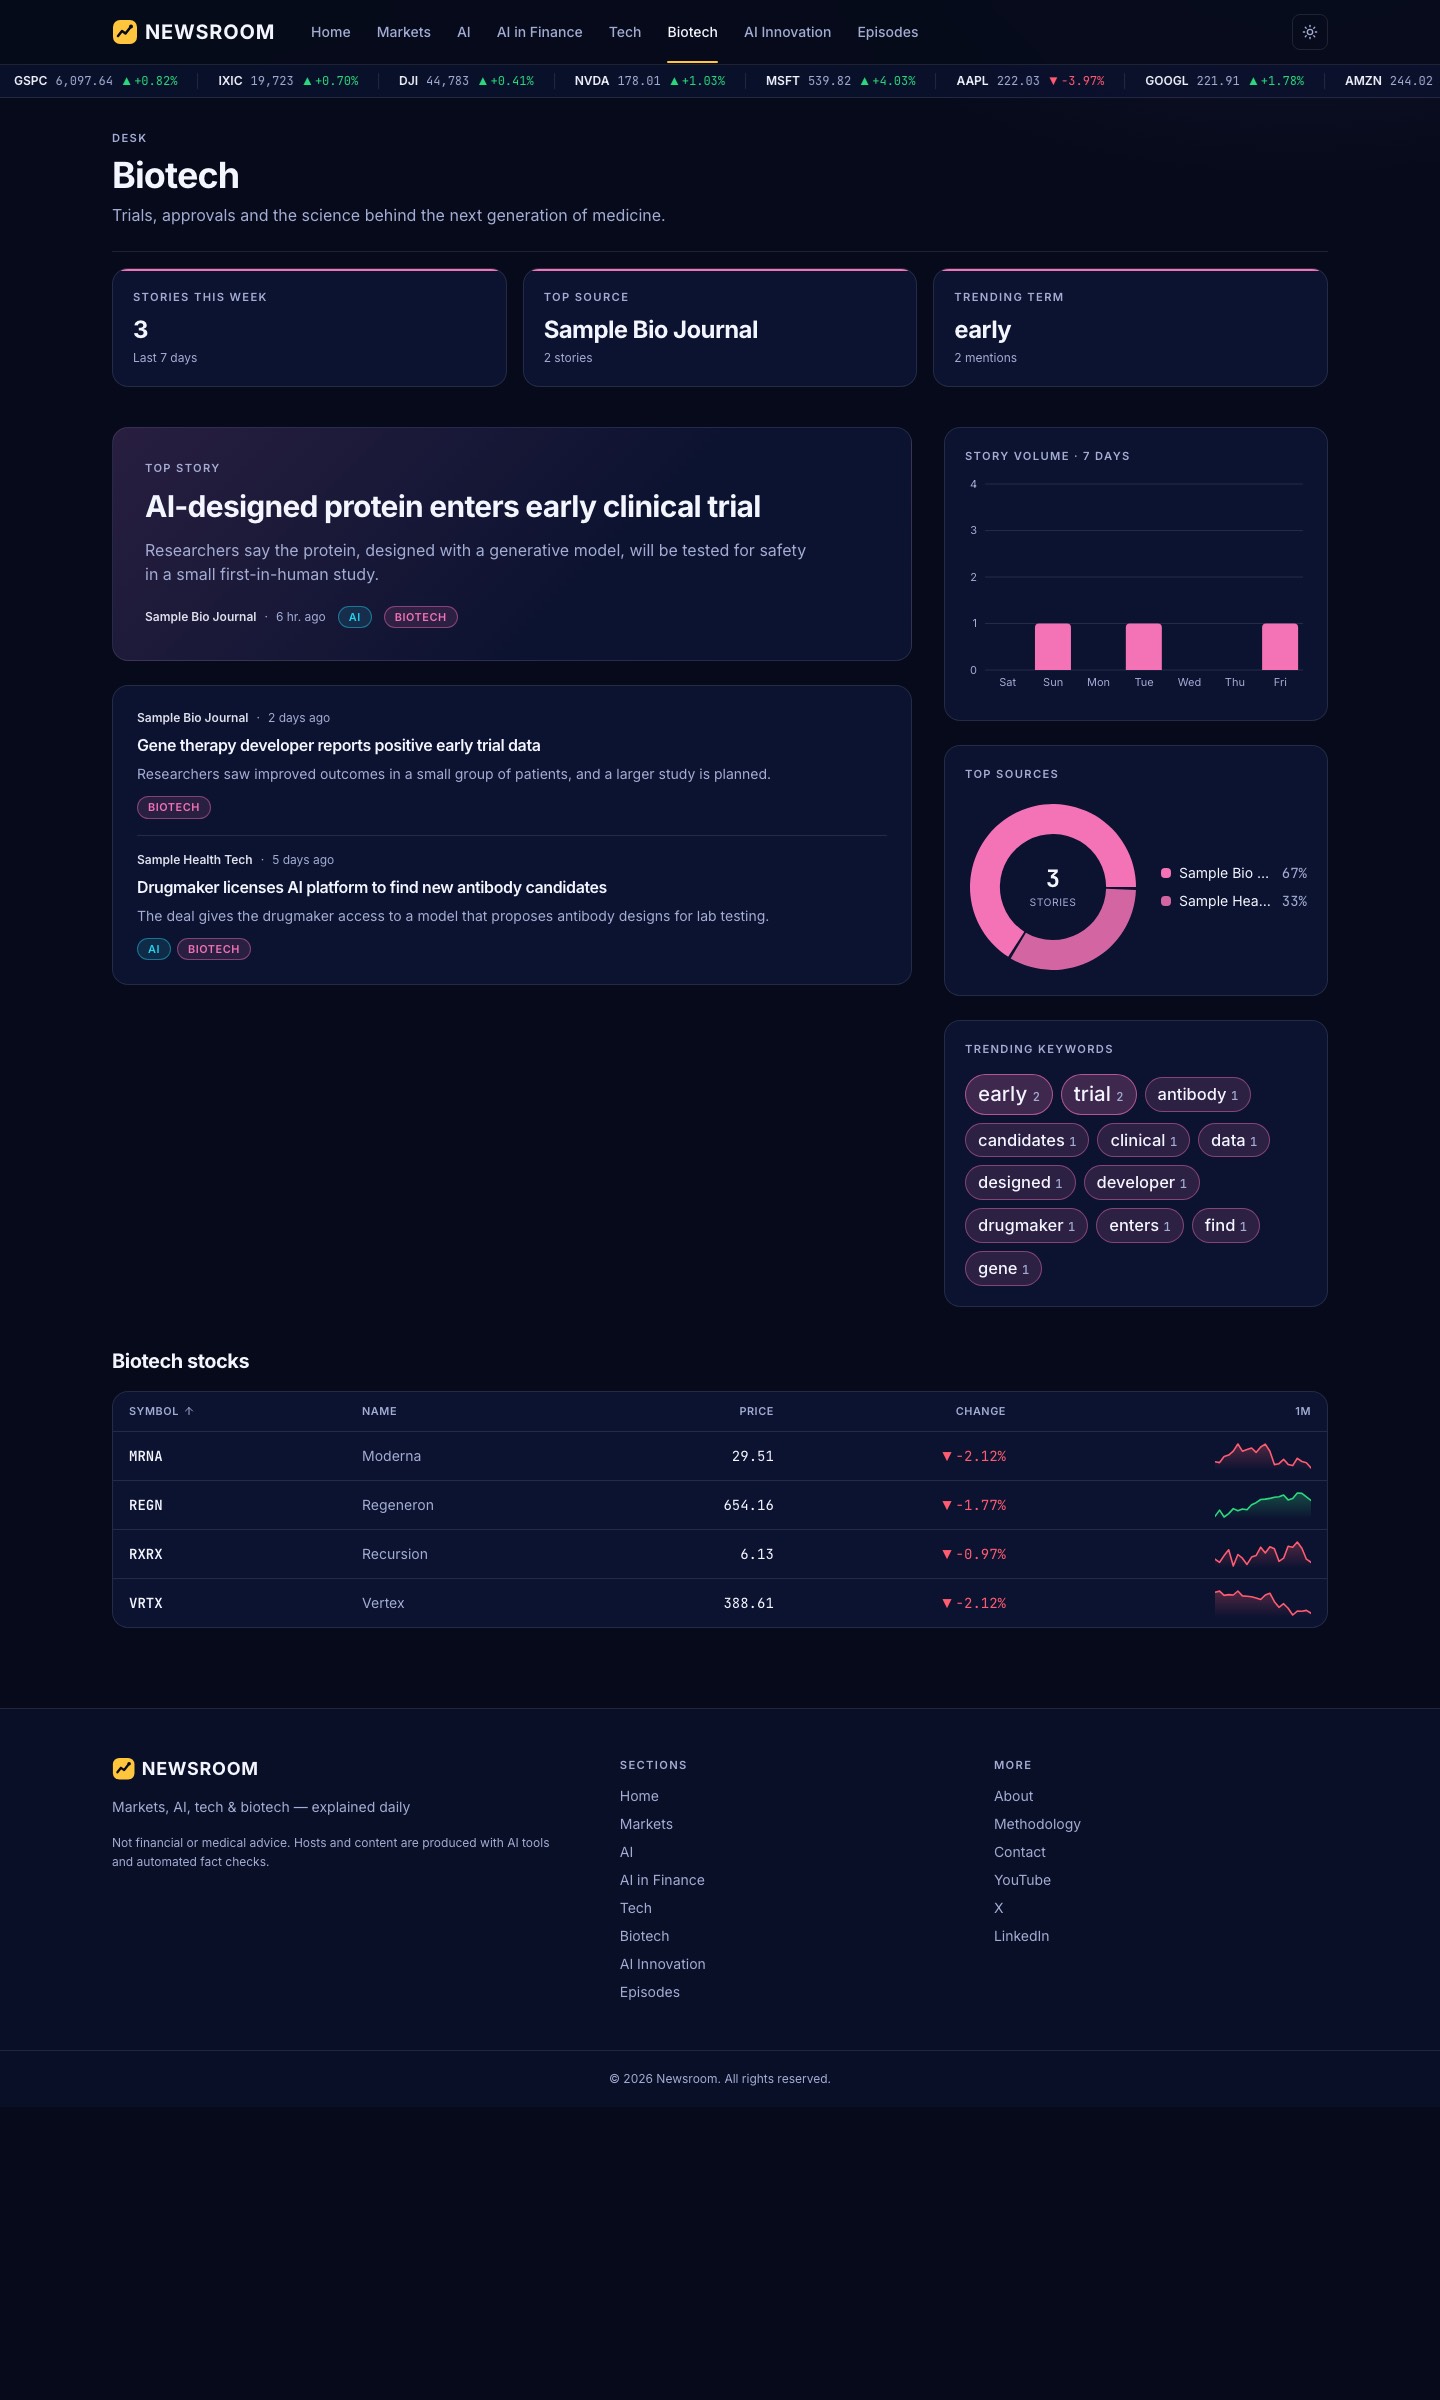 NEWSROOM Home Markets AI AI in Finance Tech Biotech AI Innovation Episodes
GSPC 6,097.64 ▲+0.82% IXIC 19,723 ▲+0.70% DJI 44,783 ▲+0.41% NVDA 178.01 ▲+1.03% MSFT 539.82 ▲+4.03% AAPL 222.03 ▼-3.97% GOOGL 221.91 ▲+1.78% AMZN 244.02
DESK
Biotech
Trials, approvals and the science behind the next generation of medicine.
STORIES THIS WEEK
3
Last 7 days
TOP SOURCE
Sample Bio Journal
2 stories
TRENDING TERM
early
2 mentions
TOP STORY
AI-designed protein enters early clinical trial
Researchers say the protein, designed with a generative model, will be tested for safety
in a small first-in-human study.
Sample Bio Journal · 6 hr. ago AI BIOTECH
Sample Bio Journal · 2 days ago
Gene therapy developer reports positive early trial data
Researchers saw improved outcomes in a small group of patients, and a larger study is planned.
BIOTECH
Sample Health Tech · 5 days ago
Drugmaker licenses AI platform to find new antibody candidates
The deal gives the drugmaker access to a model that proposes antibody designs for lab testing.
AI BIOTECH
STORY VOLUME · 7 DAYS
4
3
2
1
0
Sat Sun Mon Tue Wed Thu Fri
TOP SOURCES
3
STORIES
Sample Bio ... 67%
Sample Hea... 33%
TRENDING KEYWORDS
early 2 trial 2 antibody 1
candidates 1 clinical 1 data 1
designed 1 developer 1
drugmaker 1 enters 1 find 1
gene 1
Biotech stocks
SYMBOL ↑ NAME PRICE CHANGE 1M
MRNA Moderna 29.51 ▼-2.12%
REGN Regeneron 654.16 ▼-1.77%
RXRX Recursion 6.13 ▼-0.97%
VRTX Vertex 388.61 ▼-2.12%
NEWSROOM
Markets, AI, tech & biotech — explained daily
Not financial or medical advice. Hosts and content are produced with AI tools
and automated fact checks.
SECTIONS
Home
Markets
AI
AI in Finance
Tech
Biotech
AI Innovation
Episodes
MORE
About
Methodology
Contact
YouTube
X
LinkedIn
© 2026 Newsroom. All rights reserved.